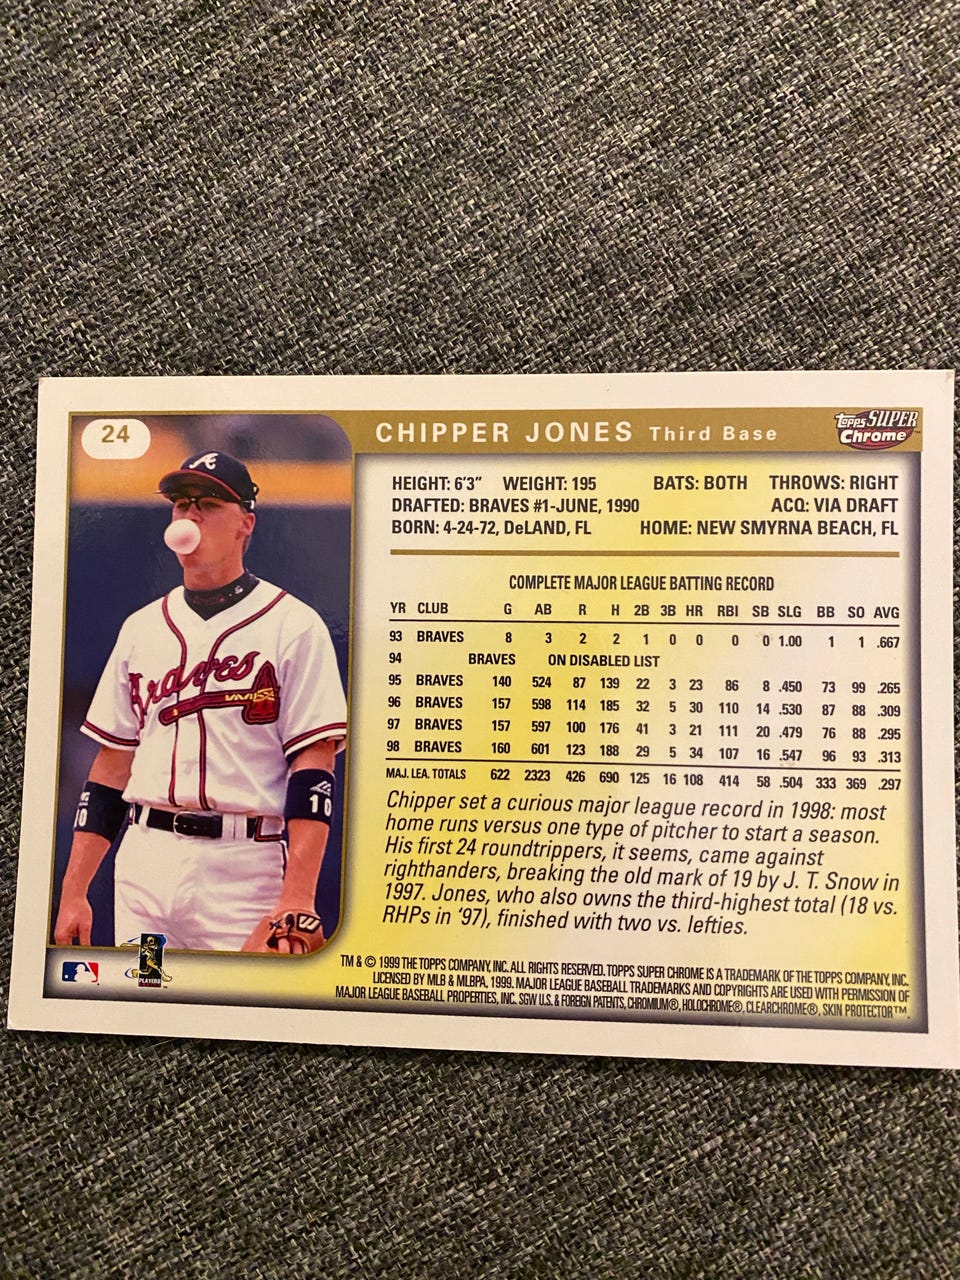 24
CHIPPER JONES Third Base
Topps SUPER
Chrome™
HEIGHT: 6'3" WEIGHT: 195 BATS: BOTH THROWS: RIGHT
DRAFTED: BRAVES #1-JUNE, 1990 ACQ: VIA DRAFT
BORN: 4-24-72, DeLAND, FL HOME: NEW SMYRNA BEACH, FL
COMPLETE MAJOR LEAGUE BATTING RECORD
YR CLUB G AB R H 2B 3B HR RBI SB SLG BB SO AVG
93 BRAVES 8 3 2 2 1 0 0 0 0 1.00 1 1 .667
94 BRAVES ON DISABLED LIST
95 BRAVES 140 524 87 139 22 3 23 86 8 .450 73 99 .265
96 BRAVES 157 598 114 185 32 5 30 110 14 .530 87 88 .309
97 BRAVES 157 597 100 176 41 3 21 111 20 .479 76 88 .295
98 BRAVES 160 601 123 188 29 5 34 107 16 .547 96 93 .313
MAJ. LEA. TOTALS 622 2323 426 690 125 16 108 414 58 .504 333 369 .297
Chipper set a curious major league record in 1998: most
home runs versus one type of pitcher to start a season.
His first 24 roundtrippers, it seems, came against
righthanders, breaking the old mark of 19 by J. T. Snow in
1997. Jones, who also owns the third-highest total (18 vs.
RHPs in '97), finished with two vs. lefties.
A
Braves
10
10
PLAYERS
TM & © 1999 THE TOPPS COMPANY, INC. ALL RIGHTS RESERVED. TOPPS SUPER CHROME IS A TRADEMARK OF THE TOPPS COMPANY, INC.
LICENSED BY MLB & MLBPA, 1999. MAJOR LEAGUE BASEBALL TRADEMARKS AND COPYRIGHTS ARE USED WITH PERMISSION OF
MAJOR LEAGUE BASEBALL PROPERTIES, INC. SGW U.S. & FOREIGN PATENTS, CHROMIUM®, HOLOCHROME®, CLEARCHROME®, SKIN PROTECTOR™.